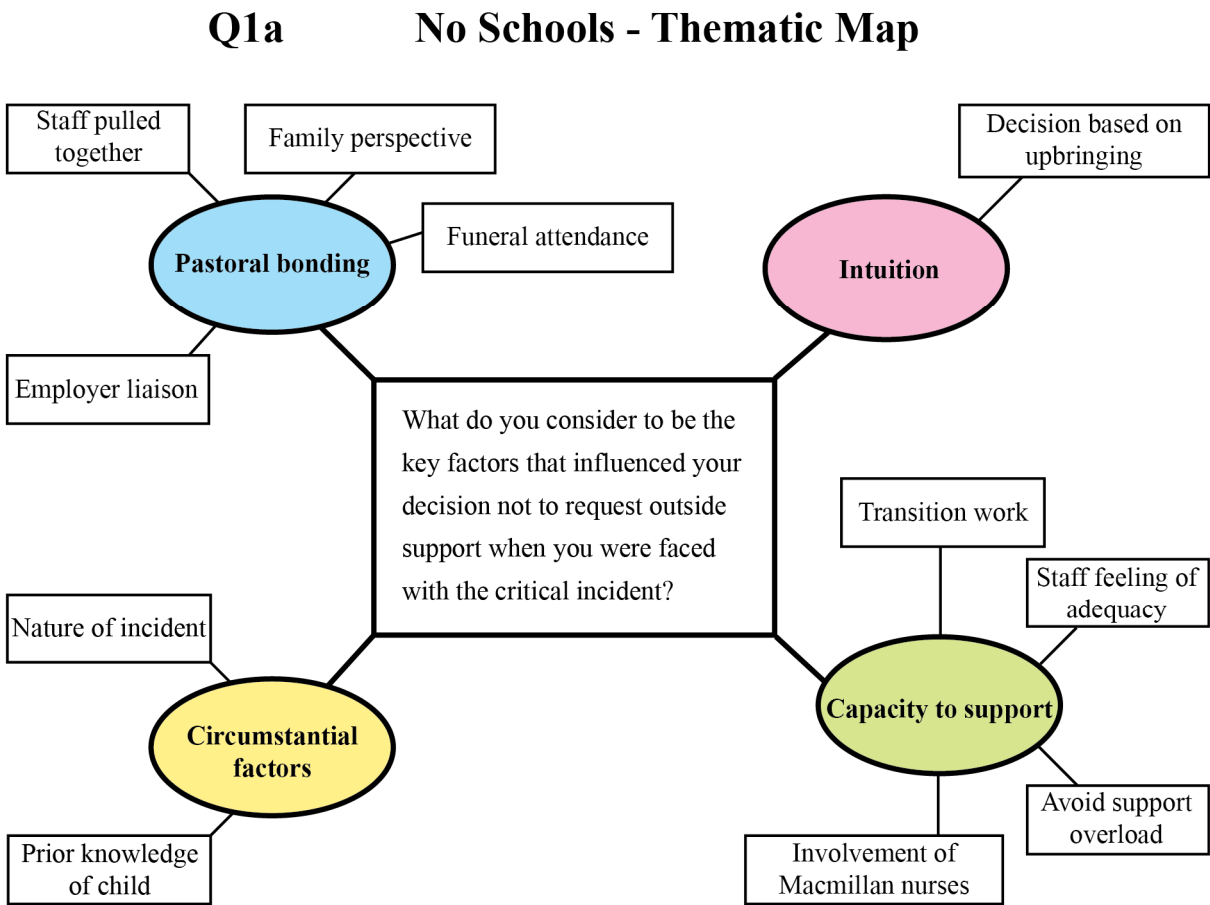 Q1a No Schools - Thematic Map
Staff pulled
together
Family perspective
Funeral attendance
Pastoral bonding
Employer liaison
Decision based on
upbringing
Intuition
What do you consider to be the
key factors that influenced your
decision not to request outside
support when you were faced
with the critical incident?
Nature of incident
Circumstantial
factors
Prior knowledge
of child
Transition work
Staff feeling of
adequacy
Capacity to support
Avoid support
overload
Involvement of
Macmillan nurses